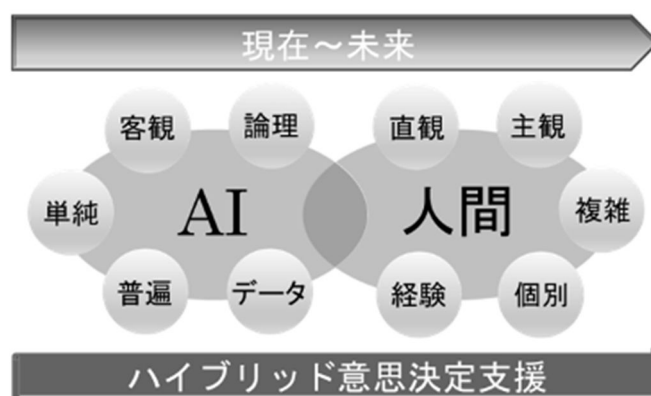 現在～未来
客観
論理
直観
主観
単純
AI
人間
複雑
普遍
データ
経験
個別
ハイブリッド意思決定支援